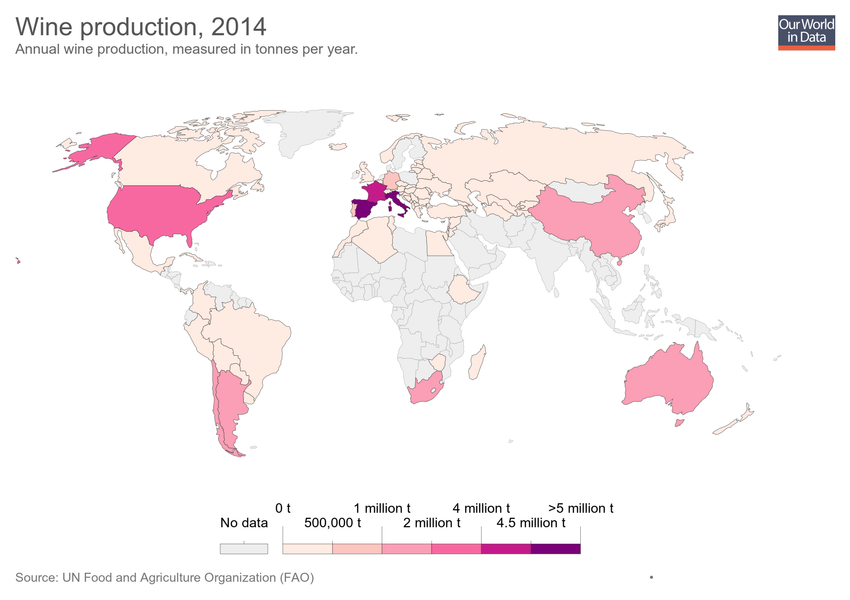 Wine production, 2014
Annual wine production, measured in tonnes per year.
Our World
in Data
0 t
1 million t
4 million t
>5 million t
No data
500,000 t
2 million t
4.5 million t
Source: UN Food and Agriculture Organization (FAO)